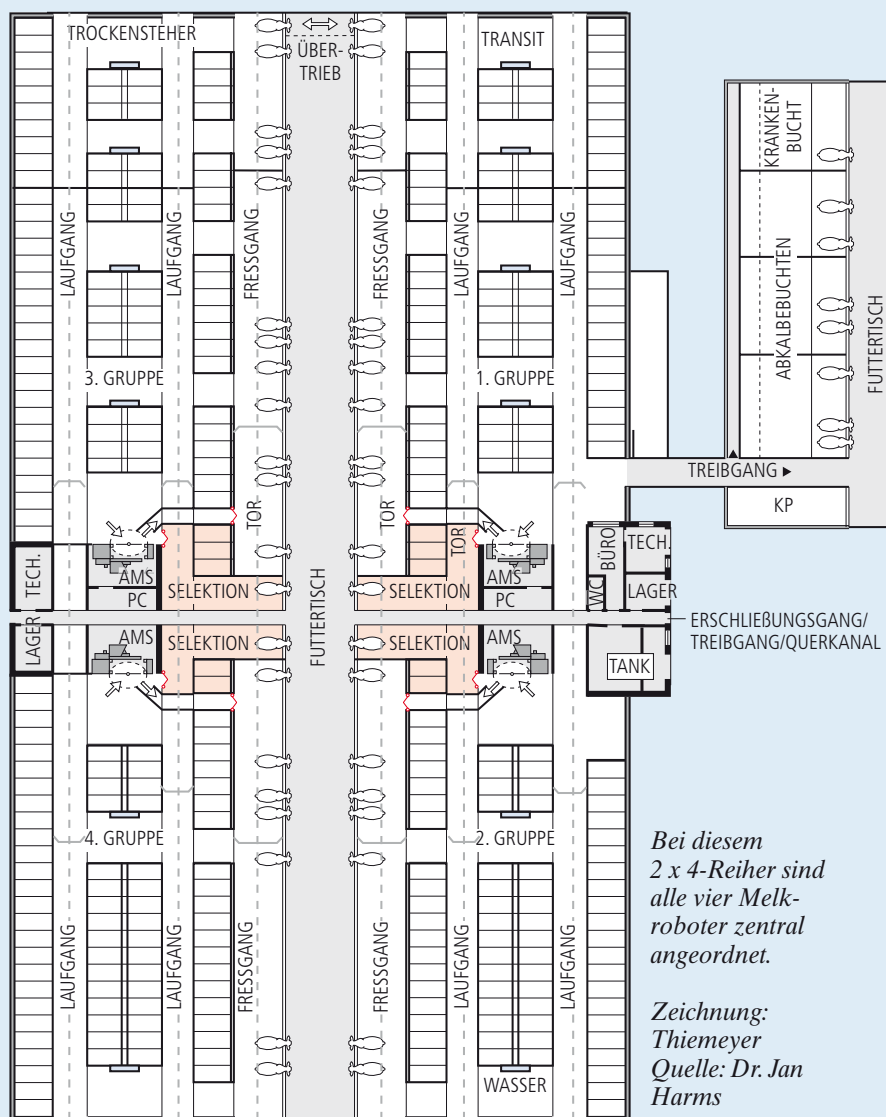 TROCKENSTEHER
ÜBER-
TRIEB
TRANSIT
KRANKEN-
BUCHT
LAUFGANG
LAUFGANG
FRESSGANG
FRESSGANG
LAUFGANG
LAUFGANG
ABKALBEBUCHTEN
FUTTERTISCH
3. GRUPPE
1. GRUPPE
TREIBGANG
KP
TOR
TOR
TOR
TECH.
AMS
PC
SELEKTION
SELEKTION
AMS
PC
BÜRO
TECH.
WC
LAGER
FUTTERTISCH
LAGER
AMS
SELEKTION
SELEKTION
AMS
TANK
ERSCHLIESSUNGSGANG/
TREIBGANG/QUERKANAL
4. GRUPPE
2. GRUPPE
LAUFGANG
LAUFGANG
FRESSGANG
FRESSGANG
LAUFGANG
LAUFGANG
WASSER
Bei diesem
2 x 4-Reiher sind
alle vier Melk-
roboter zentral
angeordnet.
Zeichnung:
Thiemeyer
Quelle: Dr. Jan
Harms